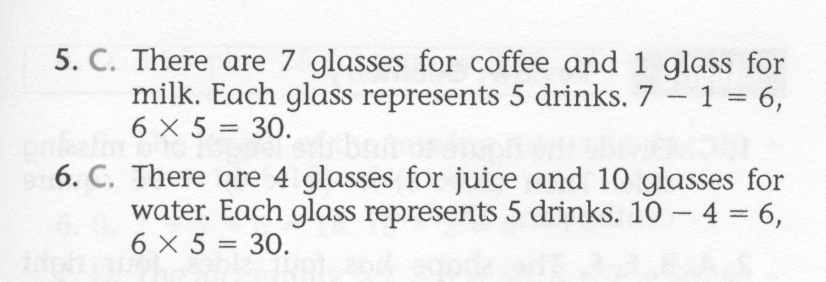 5. C. There are 7 glasses for coffee and 1 glass for
milk. Each glass represents 5 drinks. 7 − 1 = 6,
6 × 5 = 30.
6. C. There are 4 glasses for juice and 10 glasses for
water. Each glass represents 5 drinks. 10 − 4 = 6,
6 × 5 = 30.